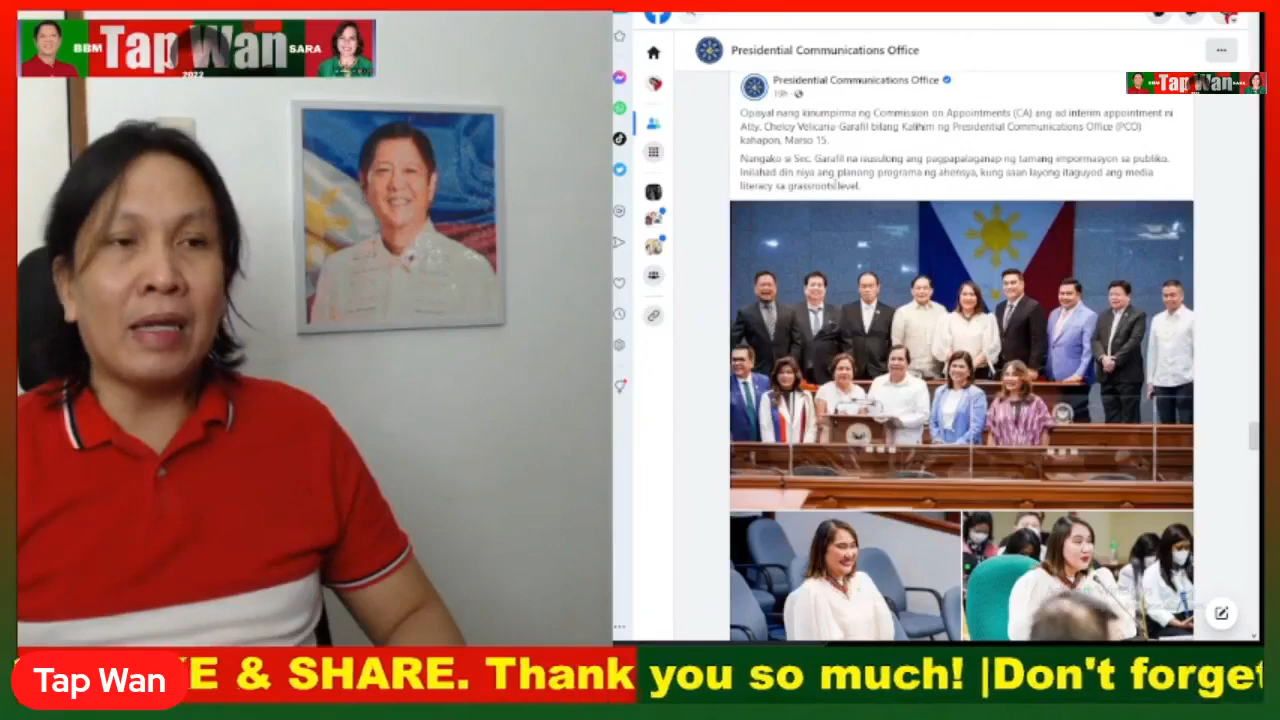 BBM Tap Wan SARA
2022
Presidential Communications Office
Presidential Communications Office
19h
BBM Tap Wan SARA
Opisyal nang kinumpirma ng Commission on Appointments (CA) ang ad interim appointment ni
Atty. Cheloy Velicaria-Garafil bilang Kalihim ng Presidential Communications Office (PCO)
kahapon, Marso 15.
Nangako si Sec. Garafil na isusulong ang pagpapalaganap ng tamang impormasyon sa publiko.
Inilahad din niya ang planong programa ng ahensya, kung saan layong itaguyod ang media
literacy sa grassroots level.
Tap Wan
E & SHARE. Thank you so much! |Don't forget